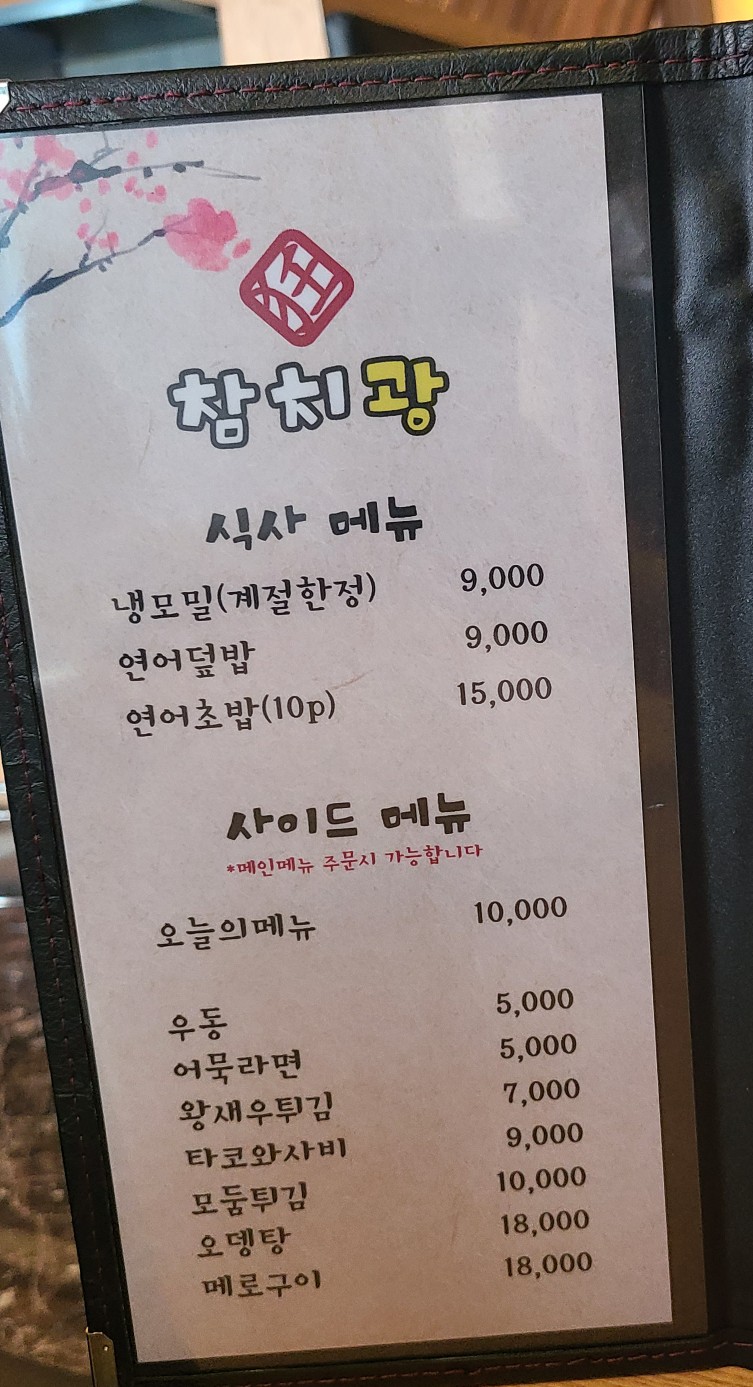 狂
참치광
식사 메뉴
냉모밀(계절한정) 9,000
연어덮밥 9,000
연어초밥(10p) 15,000
사이드 메뉴
*메인메뉴 주문시 가능합니다
오늘의메뉴 10,000
우동 5,000
어묵라면 5,000
왕새우튀김 7,000
타코와사비 9,000
모둠튀김 10,000
오뎅탕 18,000
메로구이 18,000